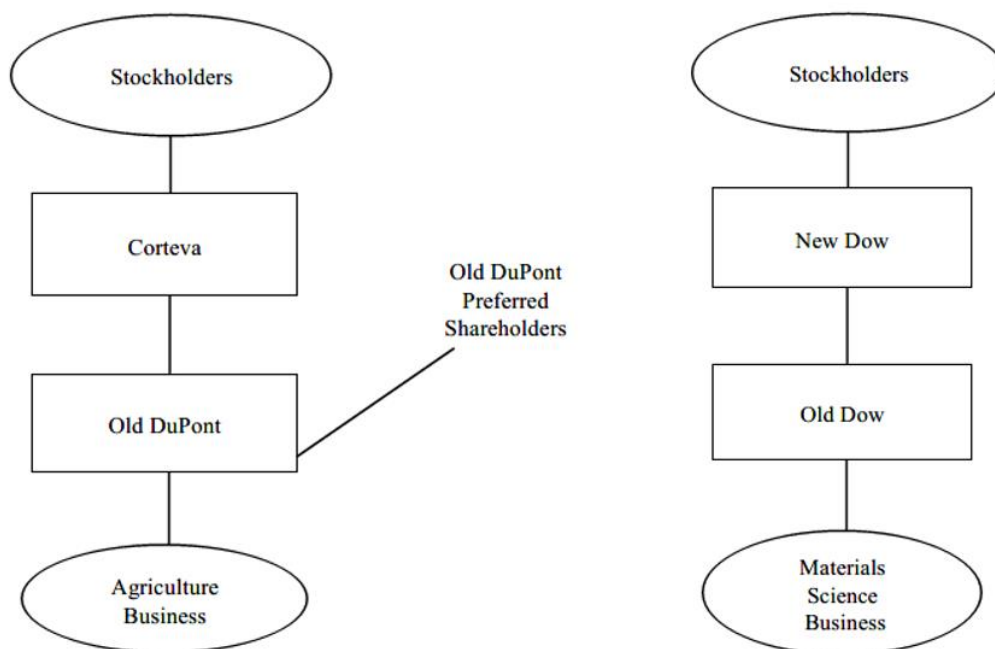 Stockholders
Stockholders
Corteva
New Dow
Old DuPont
Preferred
Shareholders
Old DuPont
Old Dow
Agriculture
Business
Materials
Science
Business